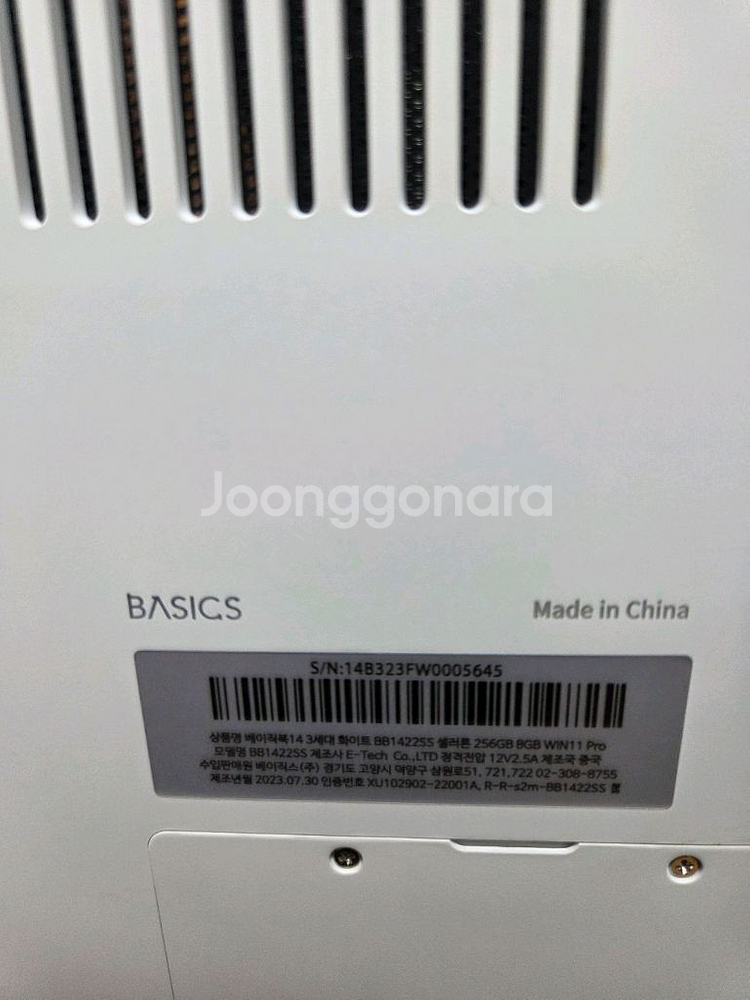 Joonggonara
BASICS
Made in China
S/N:14B323FW0005645
상품명 베이직북14 3세대 화이트 BB1422SS 셀러론 256GB 8GB WIN11 Pro
모델명 BB1422SS 제조사 E-Tech Co.,LTD 정격전압 12V2.5A 제조국 중국
수입판매원 베이직스(주) 경기도 고양시 덕양구 삼원로51, 721,722 02-308-8755
제조년월 2023.07.30 인증번호 XU102902-22001A, R-R-s2m-BB1422SS